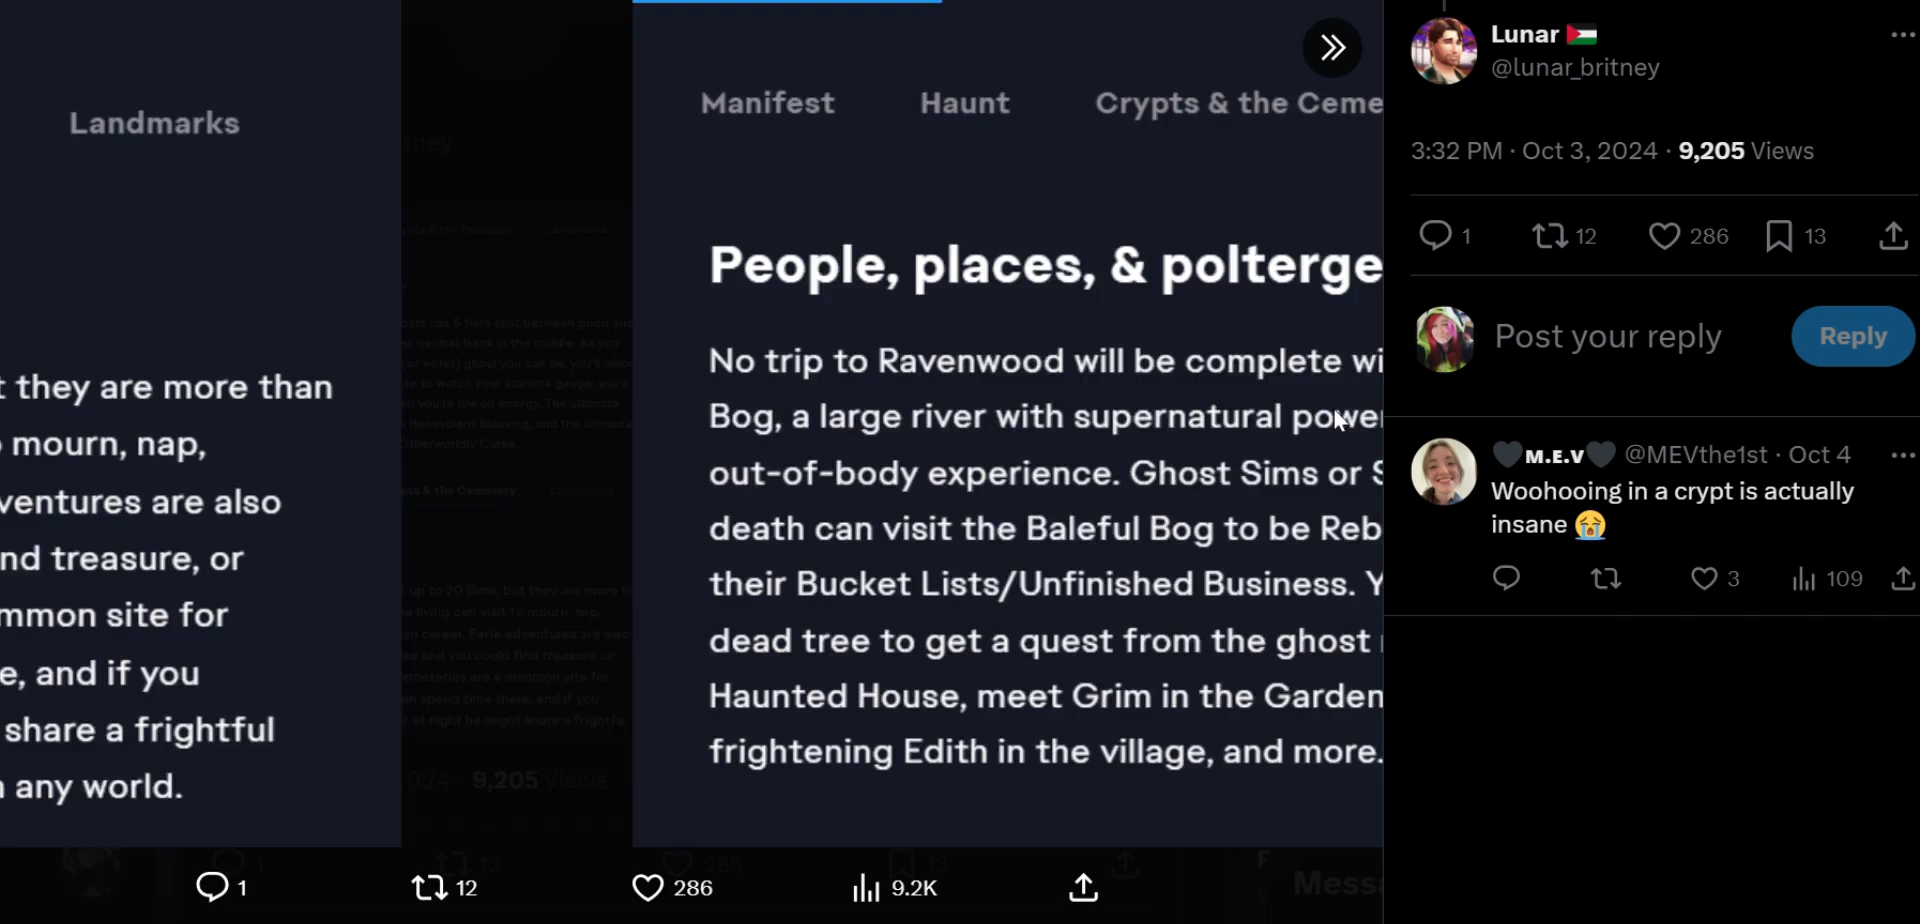 Landmarks
they are more than
mourn, nap,
ventures are also
nd treasure, or
mmon site for
e, and if you
share a frightful
any world.
Manifest Haunt Crypts & the Ceme
People, places, & polterge
No trip to Ravenwood will be complete wi
Bog, a large river with supernatural power
out-of-body experience. Ghost Sims or S
death can visit the Baleful Bog to be Reb
their Bucket Lists/Unfinished Business. Y
dead tree to get a quest from the ghost
Haunted House, meet Grim in the Garden
frightening Edith in the village, and more.
1 12 286 9.2K
9,205 Views
Lunar 🇵🇸
@lunar_britney
3:32 PM · Oct 3, 2024 · 9,205 Views
1 12 286 13
Post your reply Reply
🖤M.E.V🖤 @MEVthe1st · Oct 4
Woohooing in a crypt is actually
insane 😭
3 109